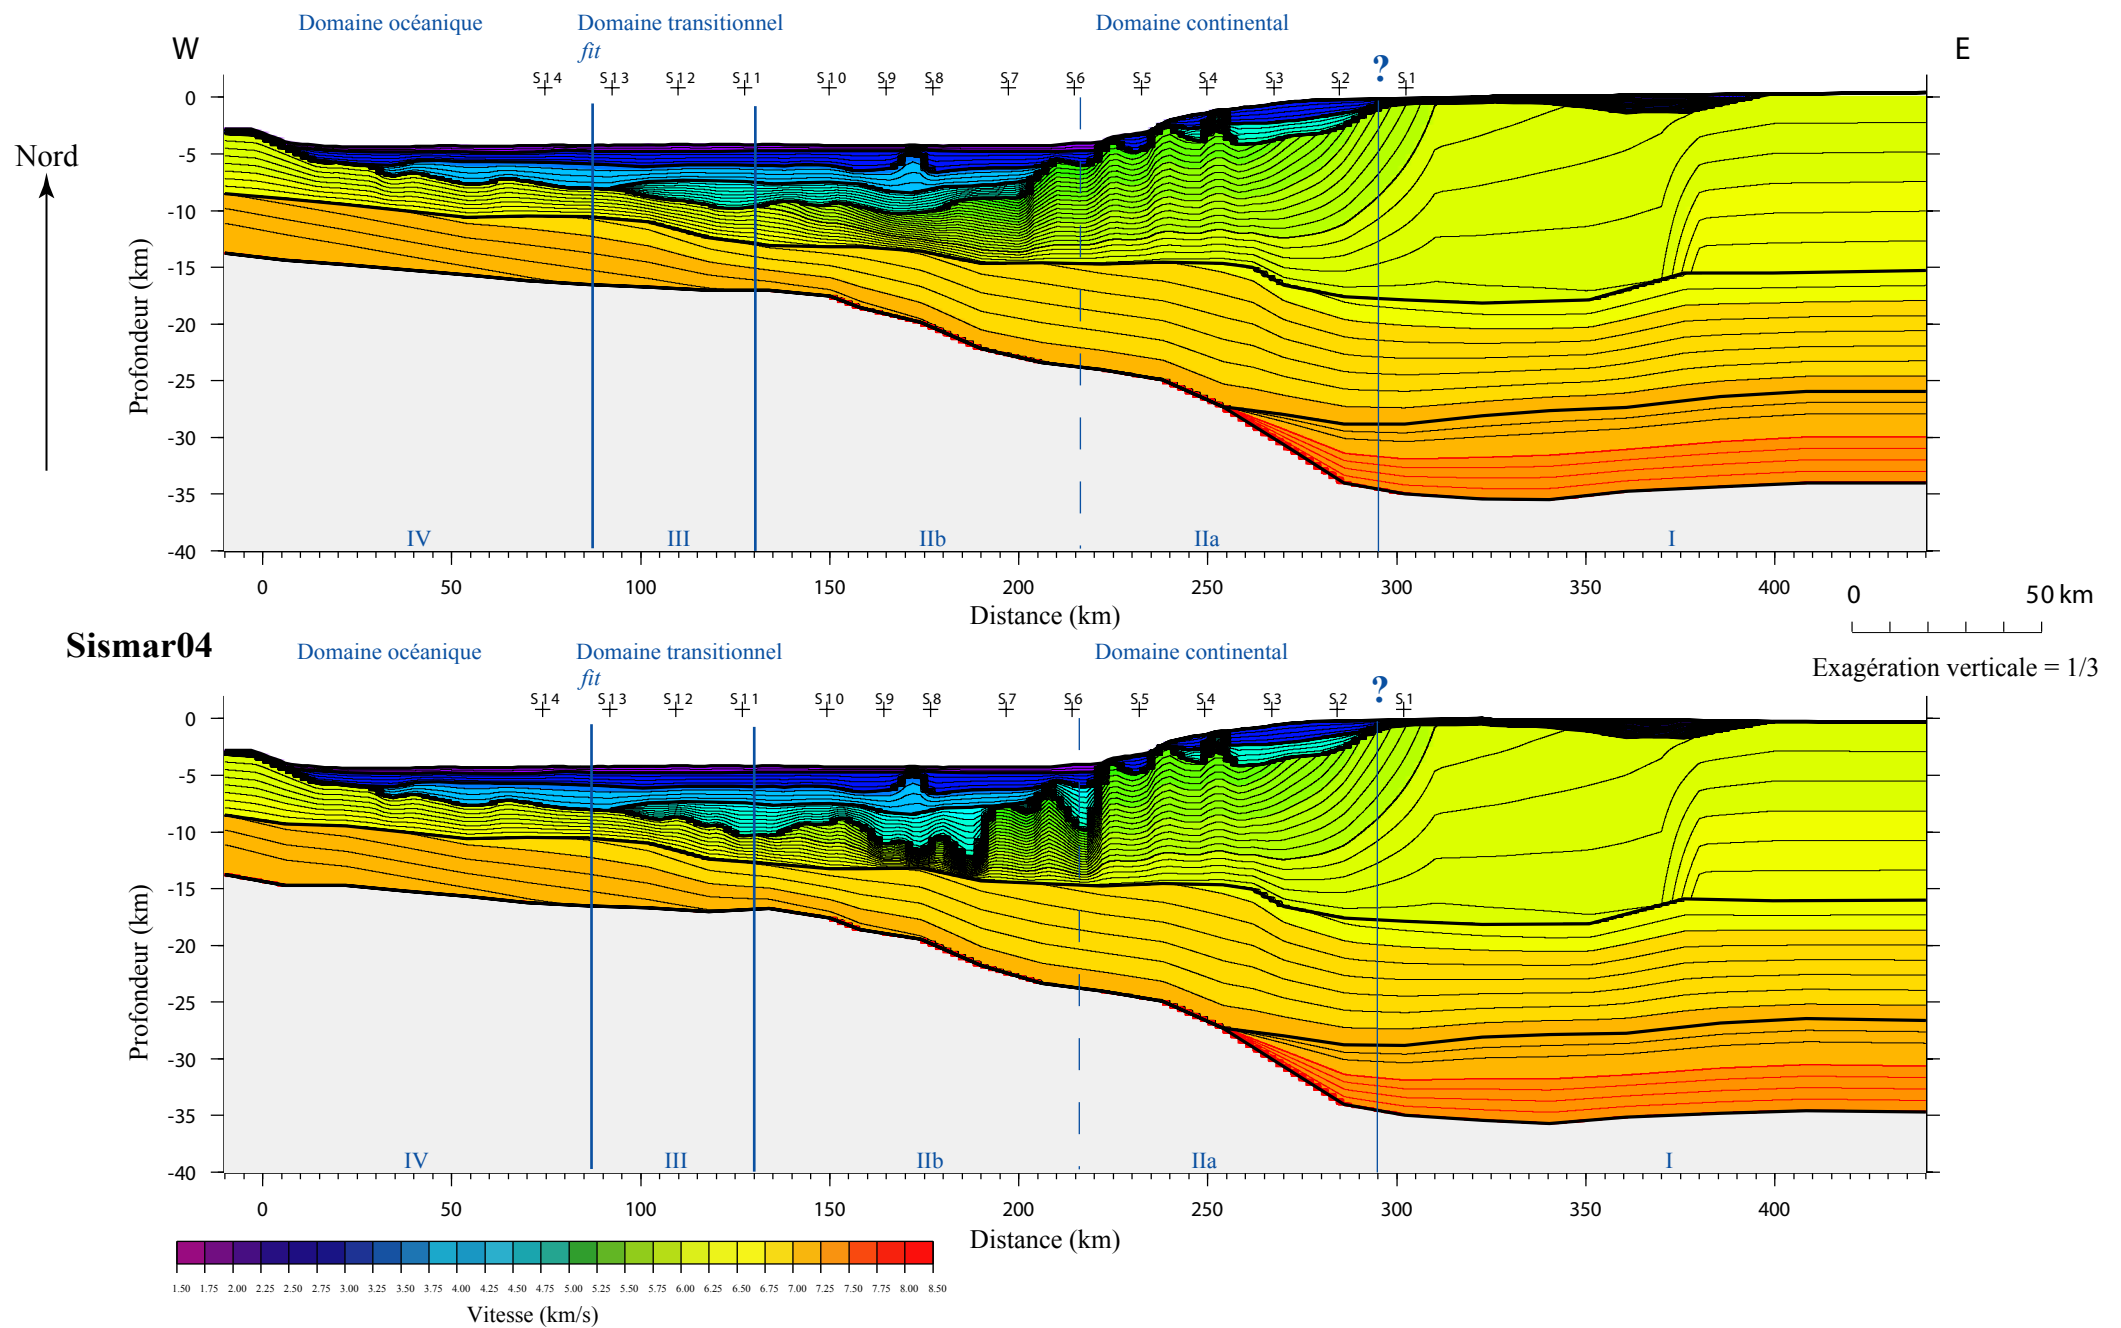 Domaine océanique Domaine transitionnel Domaine continental
fit
W ? E
S14 S13 S12 S11 S10 S9 S8 S7 S6 S5 S4 S3 S2 S1
Nord
Profondeur (km)
0
-5
-10
-15
-20
-25
-30
-35
-40
IV III IIb IIa I
0 50 100 150 200 250 300 350 400
Distance (km)
0 50 km
Exagération verticale = 1/3
Sismar04
Domaine océanique Domaine transitionnel Domaine continental
fit ?
S14 S13 S12 S11 S10 S9 S8 S7 S6 S5 S4 S3 S2 S1
Profondeur (km)
0
-5
-10
-15
-20
-25
-30
-35
-40
IV III IIb IIa I
0 50 100 150 200 250 300 350 400
Distance (km)
1.50 1.75 2.00 2.25 2.50 2.75 3.00 3.25 3.50 3.75 4.00 4.25 4.50 4.75 5.00 5.25 5.50 5.75 6.00 6.25 6.50 6.75 7.00 7.25 7.50 7.75 8.00 8.50
Vitesse (km/s)